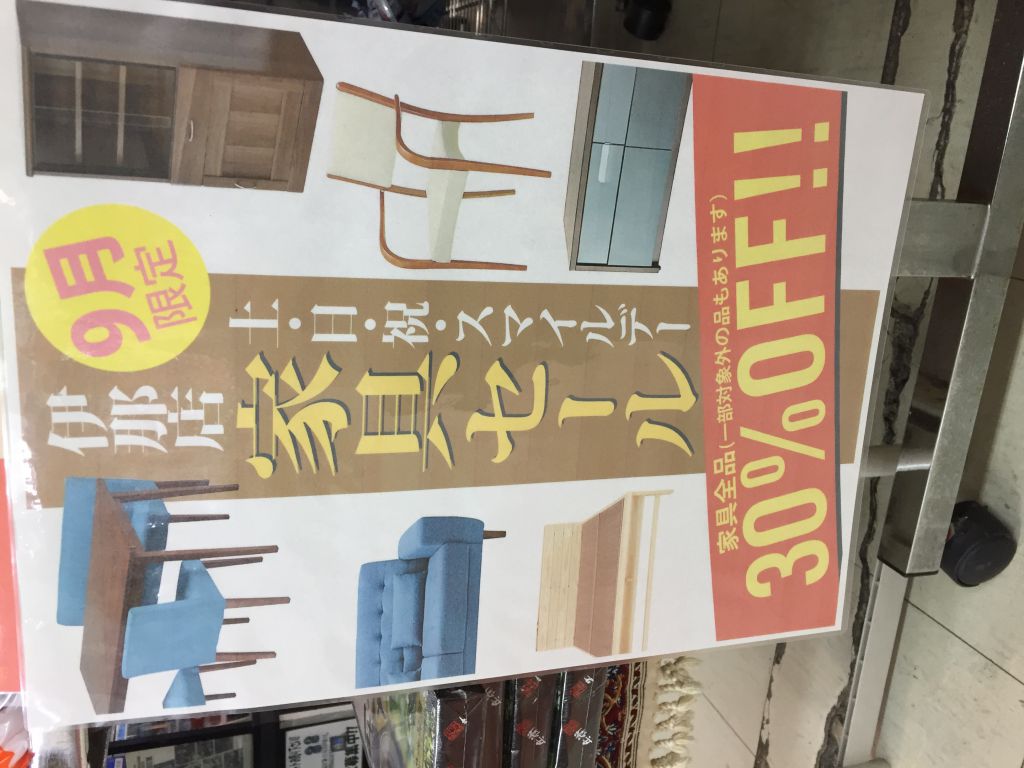 9月
限定
伊那店
土・日・祝・スマイルデー
家具セール
家具全品(一部対象外の品もあります)
30%OFF!!